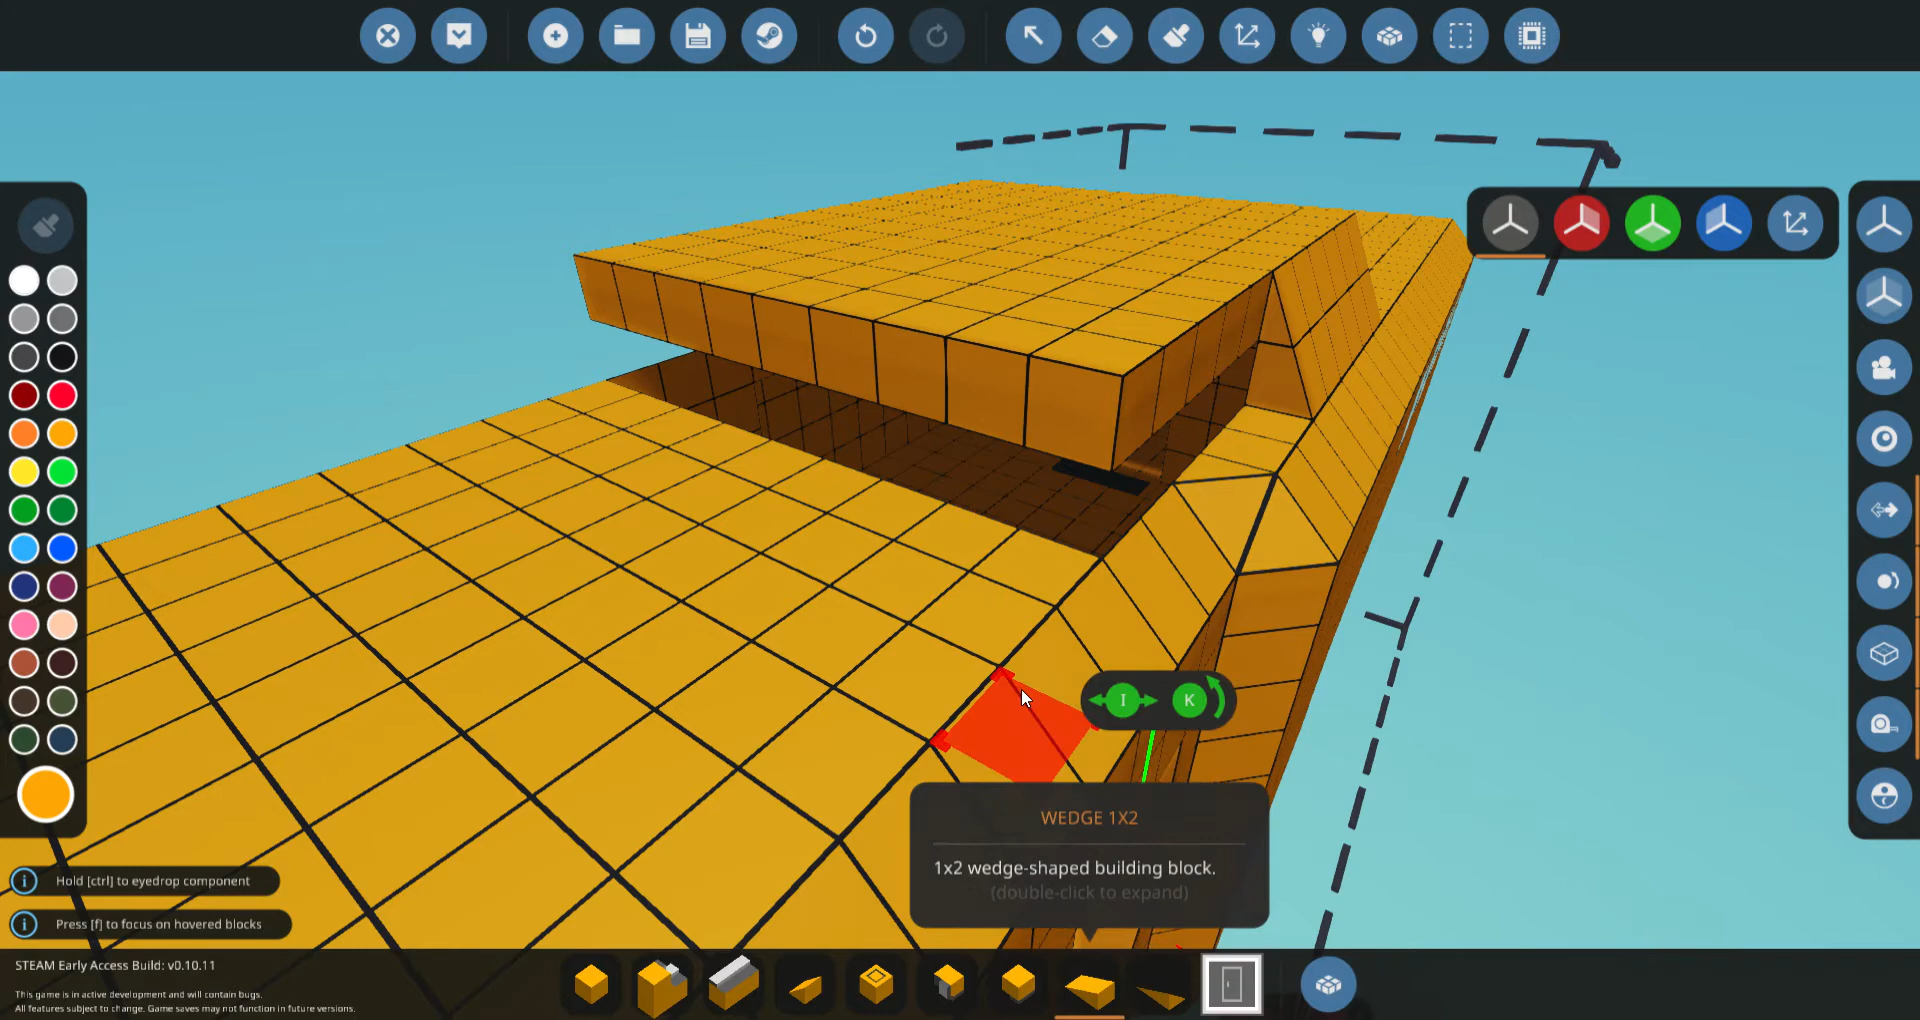 I
K
WEDGE 1X2
1x2 wedge-shaped building block.
(double-click to expand)
Hold [ctrl] to eyedrop component
Press [f] to focus on hovered blocks
STEAM Early Access Build: v0.10.11
This game is in active development and will contain bugs.
All features subject to change. Game saves may not function in future versions.